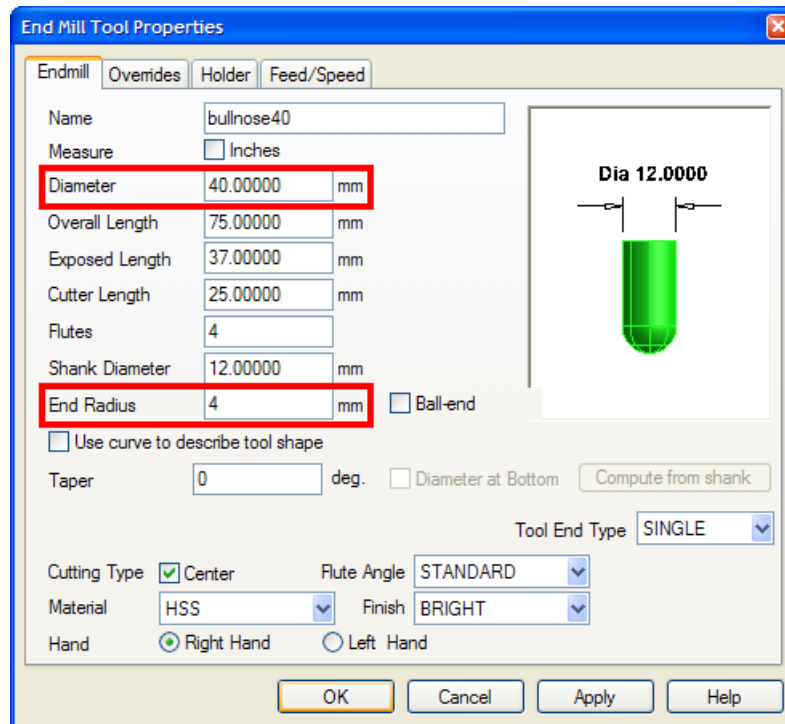 End Mill Tool Properties
Endmill Overrides Holder Feed/Speed
Name bullnose40
Measure Inches
Diameter 40.00000 mm
Dia 12.0000
Overall Length 75.00000 mm
Exposed Length 37.00000 mm
Cutter Length 25.00000 mm
Flutes 4
Shank Diameter 12.00000 mm
End Radius 4 mm Ball-end
Use curve to describe tool shape
Taper 0 deg. Diameter at Bottom Compute from shank
Tool End Type SINGLE
Cutting Type Center Flute Angle STANDARD
Material HSS Finish BRIGHT
Hand Right Hand Left Hand
OK Cancel Apply Help